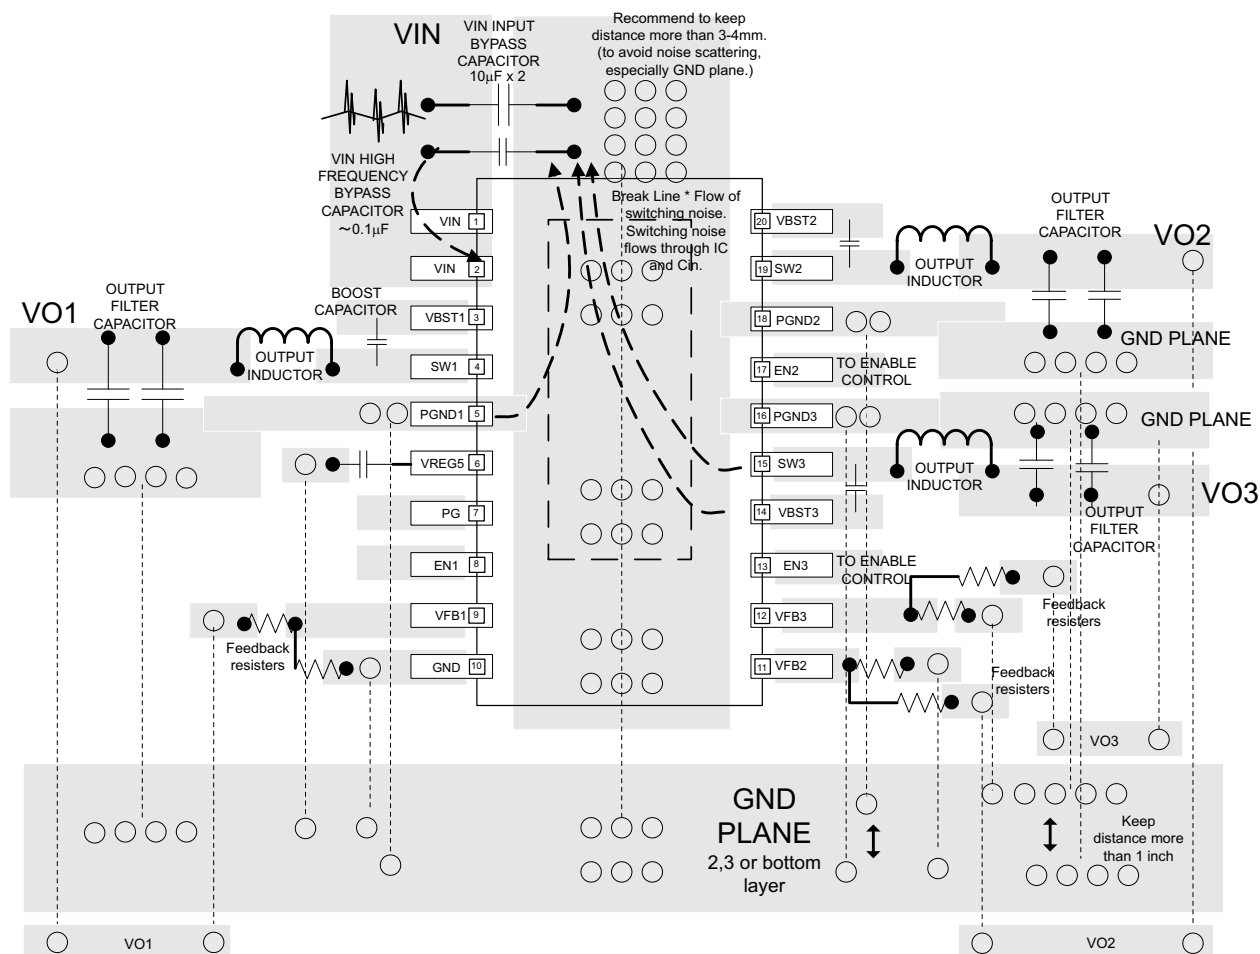 VIN
VIN INPUT
BYPASS
CAPACITOR
10µF x 2
Recommend to keep
distance more than 3-4mm.
(to avoid noise scattering,
especially GND plane.)
VIN HIGH
FREQUENCY
BYPASS
CAPACITOR
~0.1µF
Break Line * Flow of
switching noise.
Switching noise
flows through IC
and Cin.
VIN 1
VIN 2
VBST1 3
SW1 4
PGND1 5
VREG5 6
PG 7
EN1 8
VFB1 9
GND 10
20 VBST2
19 SW2
18 PGND2
17 EN2
16 PGND3
15 SW3
14 VBST3
13 EN3
12 VFB3
11 VFB2
BOOST
CAPACITOR
VO1
OUTPUT
FILTER
CAPACITOR
OUTPUT
INDUCTOR
OUTPUT
FILTER
CAPACITOR
VO2
OUTPUT
INDUCTOR
GND PLANE
TO ENABLE
CONTROL
GND PLANE
OUTPUT
INDUCTOR
VO3
OUTPUT
FILTER
CAPACITOR
TO ENABLE
CONTROL
Feedback
resisters
Feedback
resisters
Feedback
resisters
VO3
GND
PLANE
2,3 or bottom
layer
Keep
distance more
than 1 inch
VO1
VO2